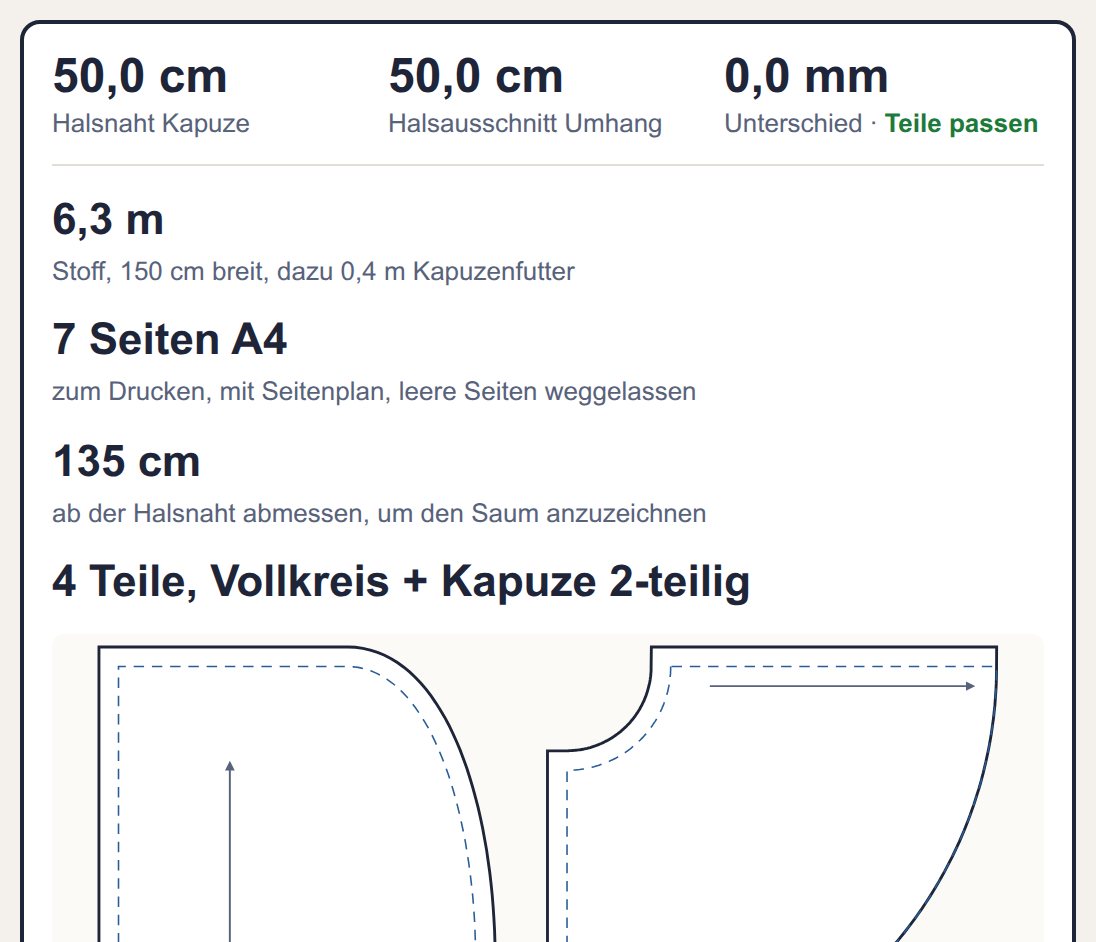 50,0 cm
Halsnaht Kapuze
50,0 cm
Halsausschnitt Umhang
0,0 mm
Unterschied · Teile passen
6,3 m
Stoff, 150 cm breit, dazu 0,4 m Kapuzenfutter
7 Seiten A4
zum Drucken, mit Seitenplan, leere Seiten weggelassen
135 cm
ab der Halsnaht abmessen, um den Saum anzuzeichnen
4 Teile, Vollkreis + Kapuze 2-teilig